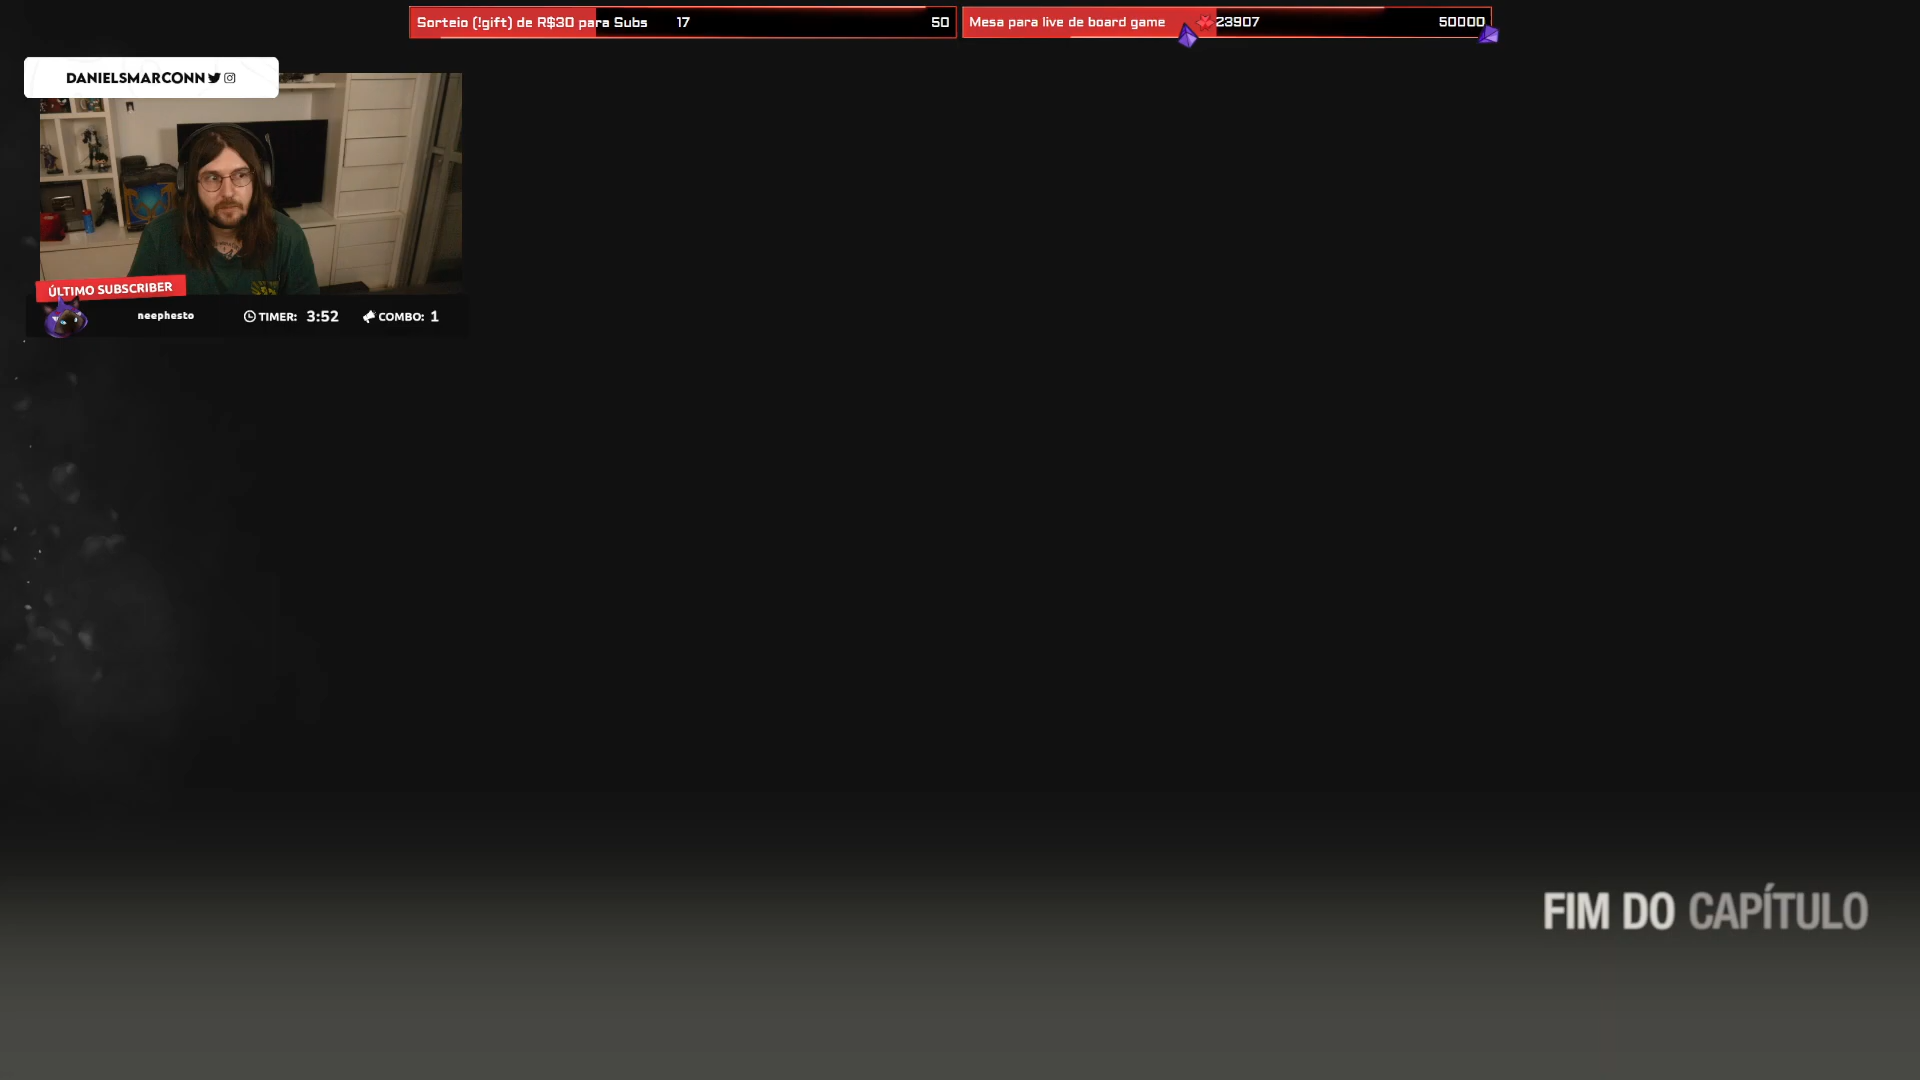 Sorteio (!gift) de R$30 para Subs 17 50
Mesa para live de board game 23907 50000
DANIELSMARCONN
ÚLTIMO SUBSCRIBER
neephesto
TIMER: 3:52
COMBO: 1
FIM DO CAPÍTULO